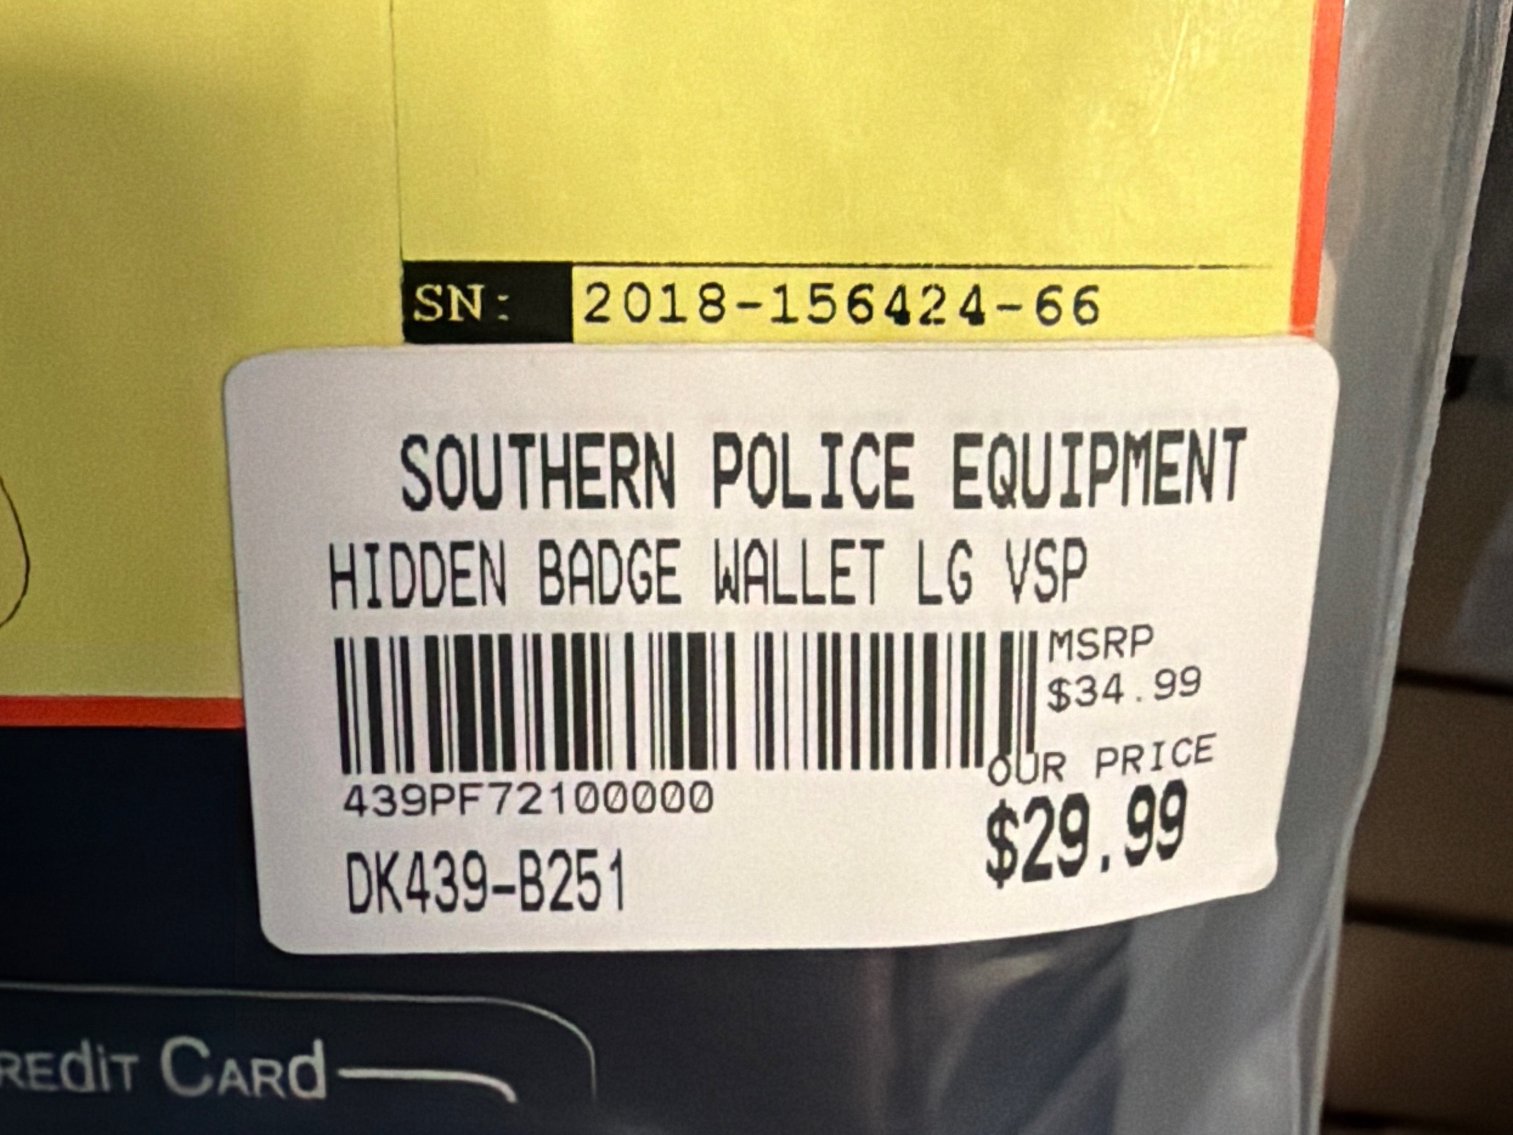 SN: 2018-156424-66
SOUTHERN POLICE EQUIPMENT
HIDDEN BADGE WALLET LG VSP
MSRP
$34.99
OUR PRICE
$29.99
439PF72100000
DK439-B251
CARd